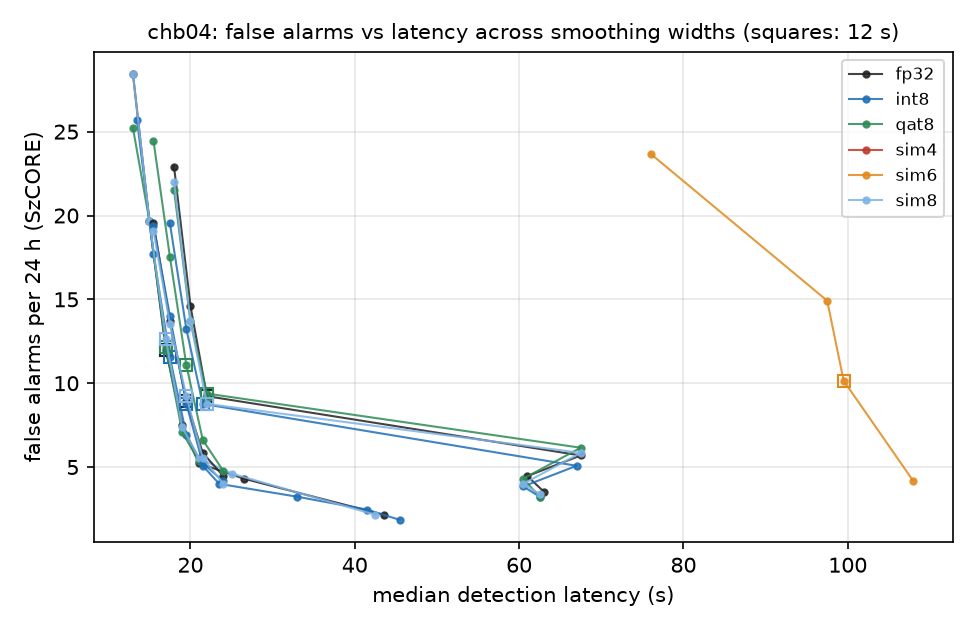 chb04: false alarms vs latency across smoothing widths (squares: 12 s)
false alarms per 24 h (SzCORE)
25
20
15
10
5
fp32
int8
qat8
sim4
sim6
sim8
20 40 60 80 100
median detection latency (s)